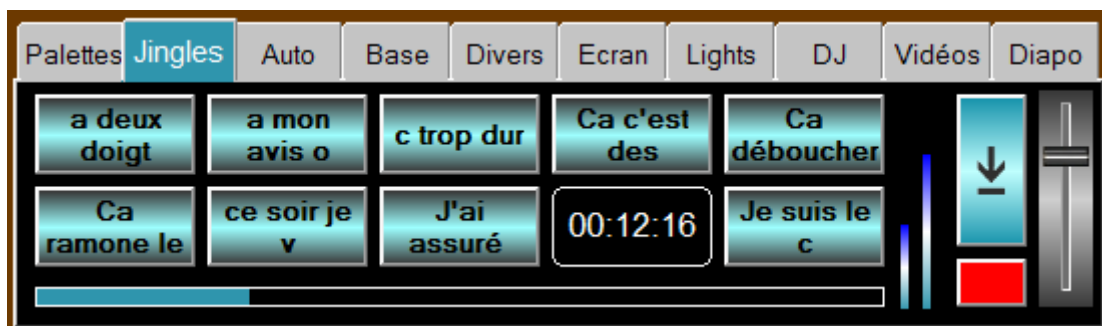 Palettes Jingles Auto Base Divers Ecran Lights DJ Vidéos Diapo
a deux
doigt
a mon
avis o
c trop dur
Ca c'est
des
Ca
déboucher
Ca
ramone le
ce soir je
v
J'ai
assuré
00:12:16
Je suis le
c